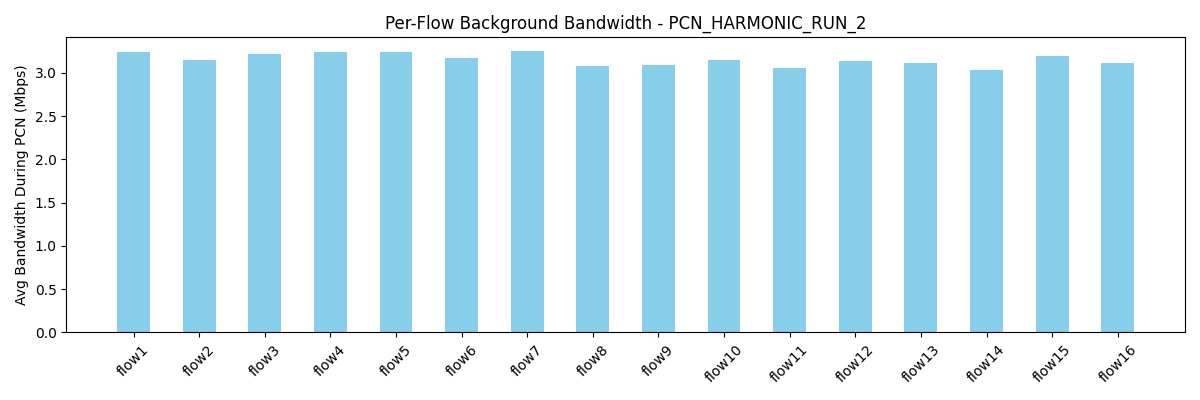 Per-Flow Background Bandwidth - PCN_HARMONIC_RUN_2
Avg Bandwidth During PCN (Mbps)
3.0
2.5
2.0
1.5
1.0
0.5
0.0
flow1
flow2
flow3
flow4
flow5
flow6
flow7
flow8
flow9
flow10
flow11
flow12
flow13
flow14
flow15
flow16